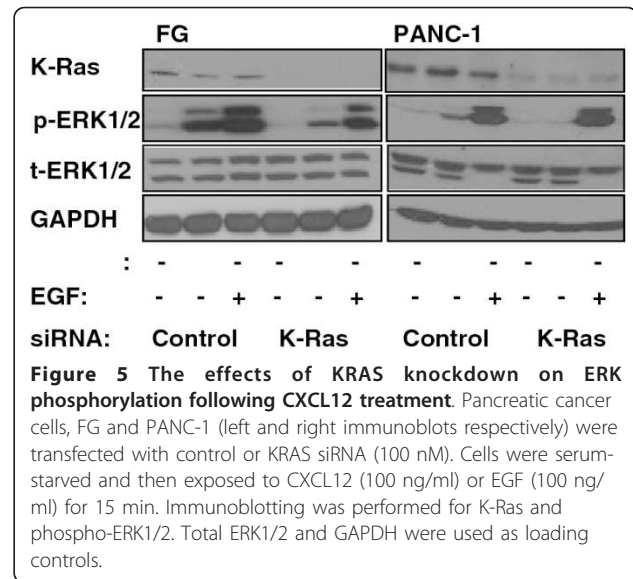 FG PANC-1
K-Ras
p-ERK1/2
t-ERK1/2
GAPDH
: - - - - - - - -
EGF: - - + - - + - - + - - +
siRNA: Control K-Ras Control K-Ras
Figure 5 The effects of KRAS knockdown on ERK
phosphorylation following CXCL12 treatment. Pancreatic cancer
cells, FG and PANC-1 (left and right immunoblots respectively) were
transfected with control or KRAS siRNA (100 nM). Cells were serum-
starved and then exposed to CXCL12 (100 ng/ml) or EGF (100 ng/
ml) for 15 min. Immunoblotting was performed for K-Ras and
phospho-ERK1/2. Total ERK1/2 and GAPDH were used as loading
controls.